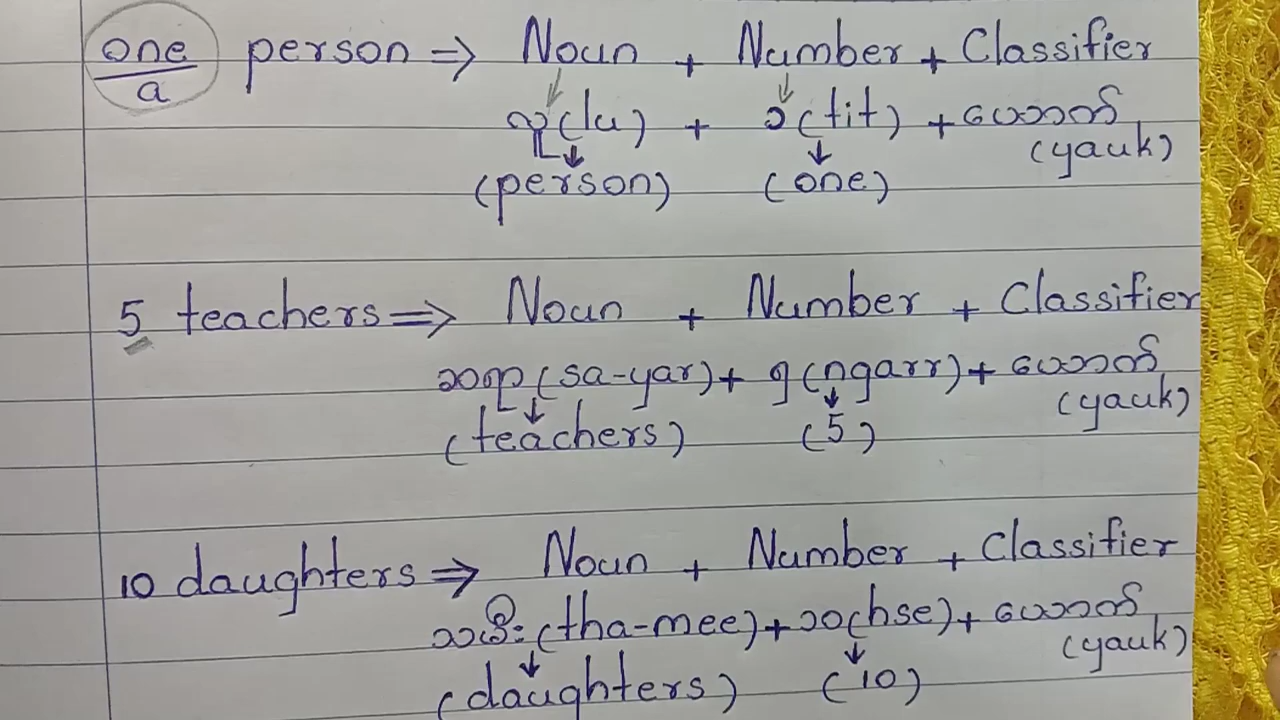 one person ⇒ Noun + Number + Classifier
a
လူ (lu) + ၁ (tit) + ယောက်
(yauk)
(person) (one)
5 teachers ⇒ Noun + Number + Classifier
ဆရာ (sa-yar) + ၅ (ngarr) + ယောက်
(yauk)
(teachers) (5)
10 daughters ⇒ Noun + Number + Classifier
သမီး (tha-mee) + ၁၀ (hse) + ယောက်
(yauk)
(daughters) (10)